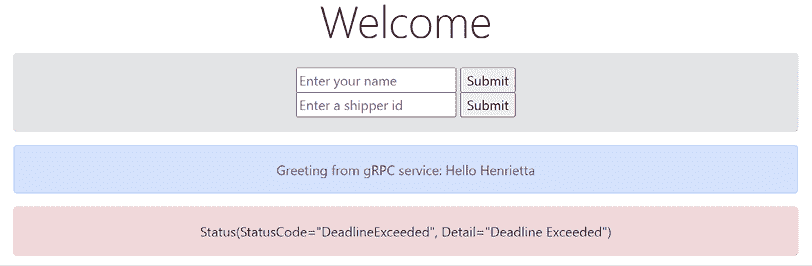 Welcome
Enter your name Submit
Enter a shipper id Submit
Greeting from gRPC service: Hello Henrietta
Status(StatusCode="DeadlineExceeded", Detail="Deadline Exceeded")